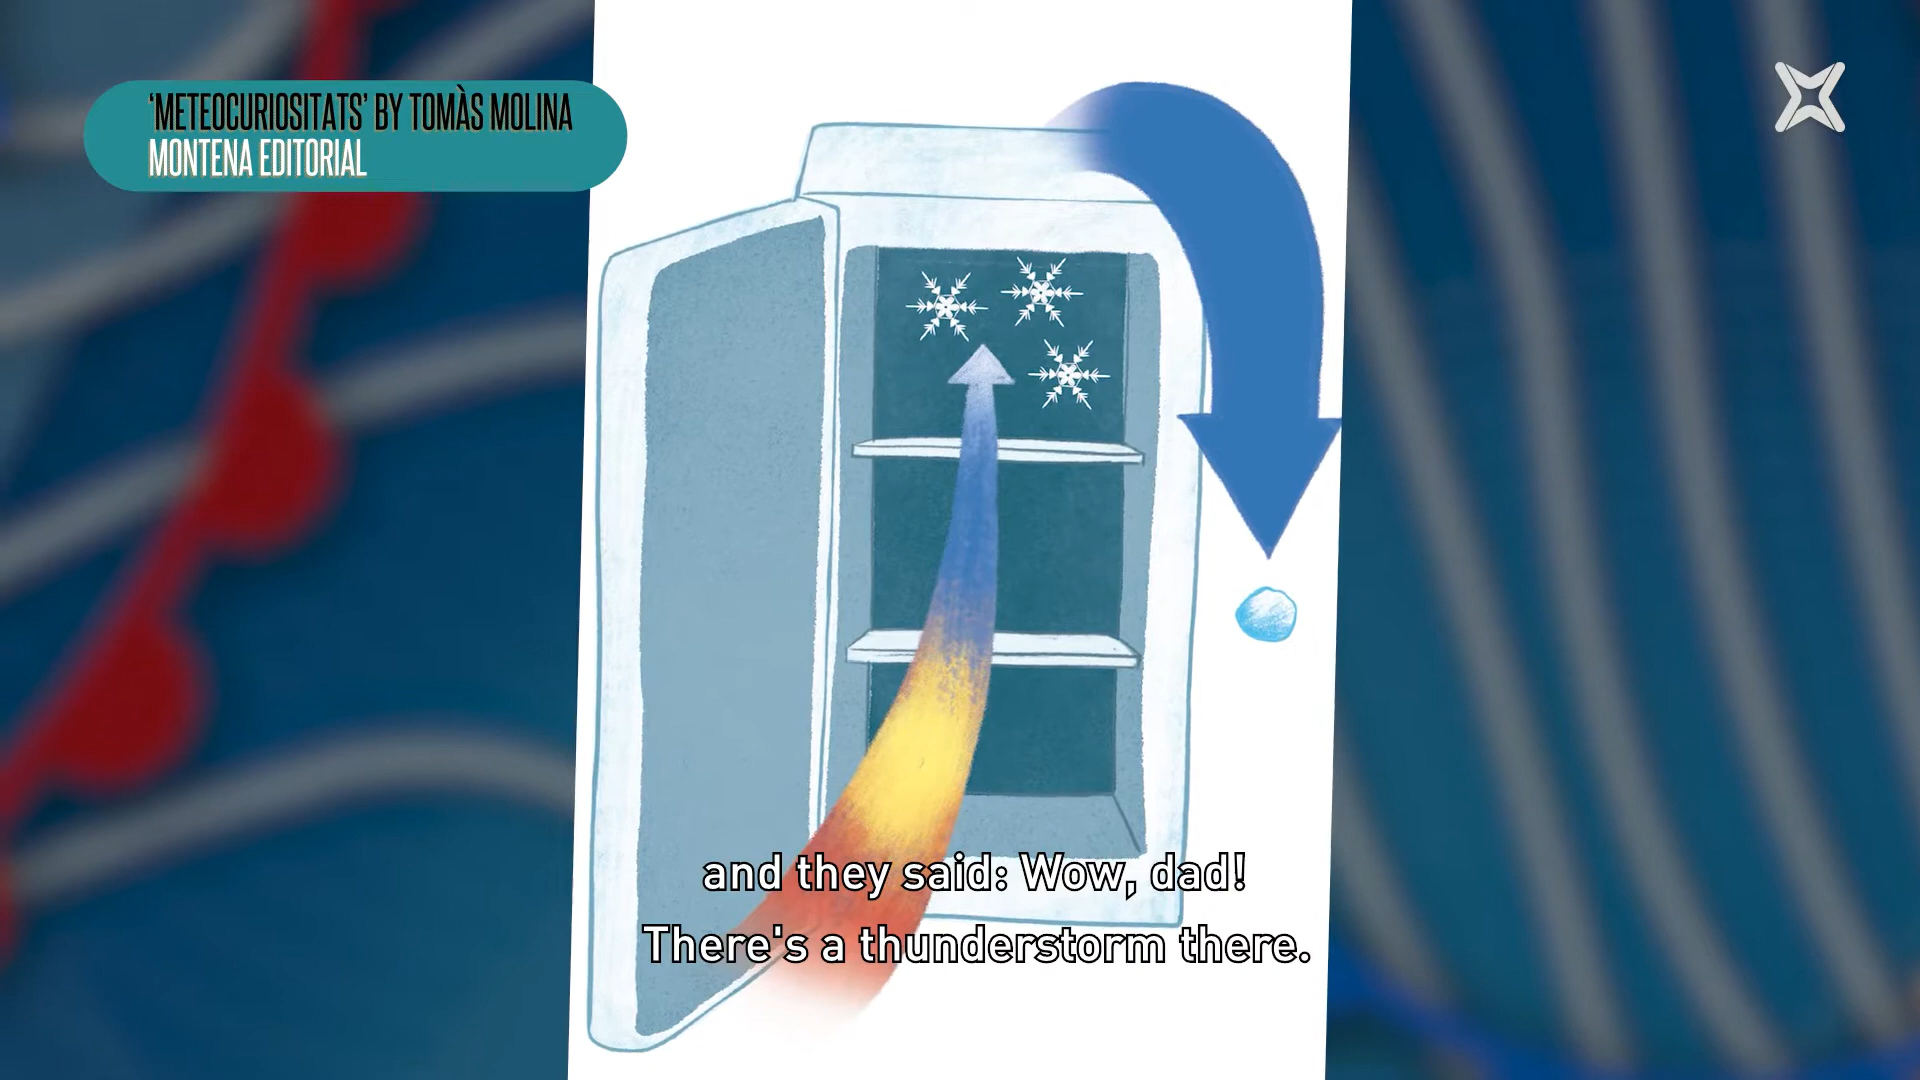 ‘METEOCURIOSITATS’ BY TOMÀS MOLINA
MONTENA EDITORIAL
and they said: Wow, dad!
There's a thunderstorm there.